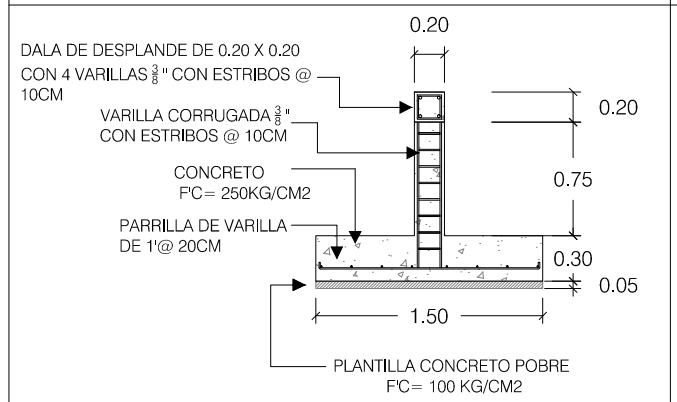 0.20
DALA DE DESPLANDE DE 0.20 X 0.20
CON 4 VARILLAS 3/8" CON ESTRIBOS @
10CM
VARILLA CORRUGADA 3/8"
CON ESTRIBOS @ 10CM
0.20
CONCRETO
F'C= 250KG/CM2
0.75
PARRILLA DE VARILLA
DE 1'@ 20CM
0.30
0.05
1.50
PLANTILLA CONCRETO POBRE
F'C= 100 KG/CM2